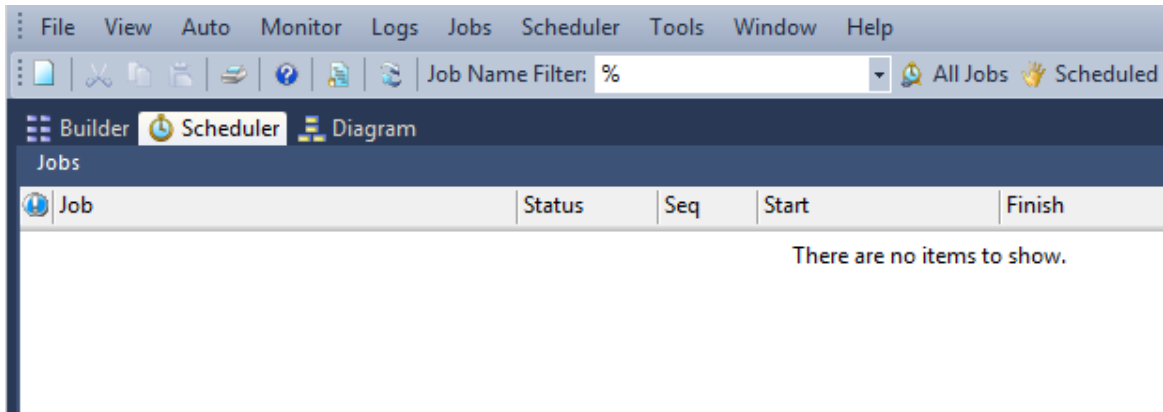 File View Auto Monitor Logs Jobs Scheduler Tools Window Help
Job Name Filter: % All Jobs Scheduled
Builder Scheduler Diagram
Jobs
Job Status Seq Start Finish
There are no items to show.